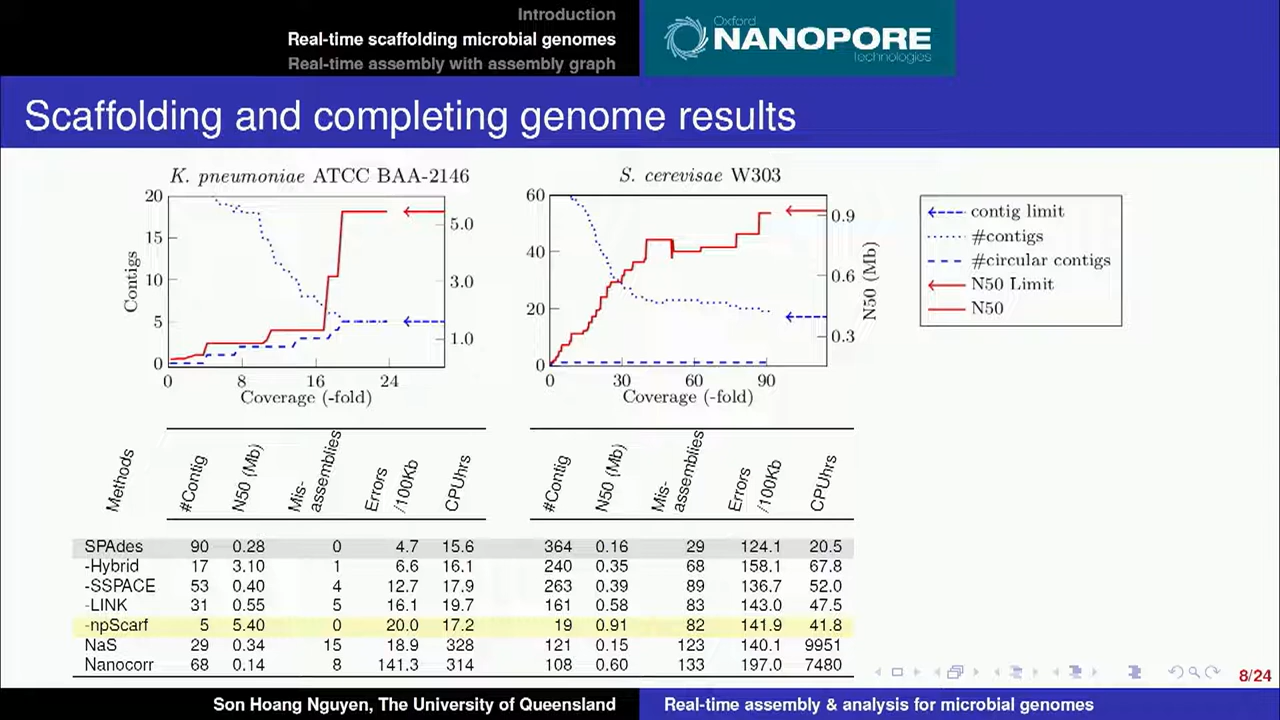 Introduction
Real-time scaffolding microbial genomes
Real-time assembly with assembly graph
Oxford
NANOPORE
Technologies
Scaffolding and completing genome results
K. pneumoniae ATCC BAA-2146
20
15
10
5
0
Contigs
5.0
3.0
1.0
0 8 16 24
Coverage (-fold)
S. cerevisae W303
60
40
20
0
0.9
0.6
0.3
N50 (Mb)
0 30 60 90
Coverage (-fold)
contig limit
#contigs
#circular contigs
N50 Limit
N50
Methods #Contig N50 (Mb) Mis-assemblies Errors /100Kb CPUhrs #Contig N50 (Mb) Mis-assemblies Errors /100Kb CPUhrs
SPAdes 90 0.28 0 4.7 15.6 364 0.16 29 124.1 20.5
-Hybrid 17 3.10 1 6.6 16.1 240 0.35 68 158.1 67.8
-SSPACE 53 0.40 4 12.7 17.9 263 0.39 89 136.7 52.0
-LINK 31 0.55 5 16.1 19.7 161 0.58 83 143.0 47.5
-npScarf 5 5.40 0 20.0 17.2 19 0.91 82 141.9 41.8
NaS 29 0.34 15 18.9 328 121 0.15 123 140.1 9951
Nanocorr 68 0.14 8 141.3 314 108 0.60 133 197.0 7480
8/24
Son Hoang Nguyen, The University of Queensland
Real-time assembly & analysis for microbial genomes